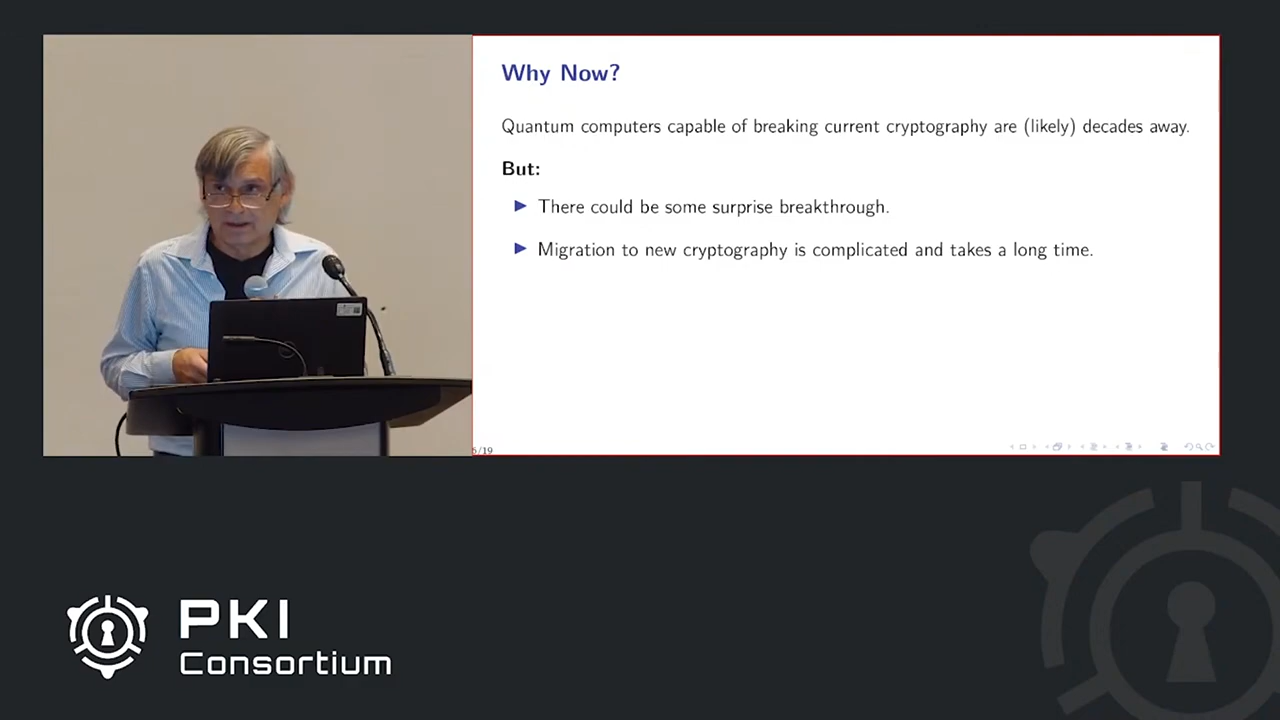 Why Now?
Quantum computers capable of breaking current cryptography are (likely) decades away.
But:
There could be some surprise breakthrough.
Migration to new cryptography is complicated and takes a long time.
/19
PKI
Consortium